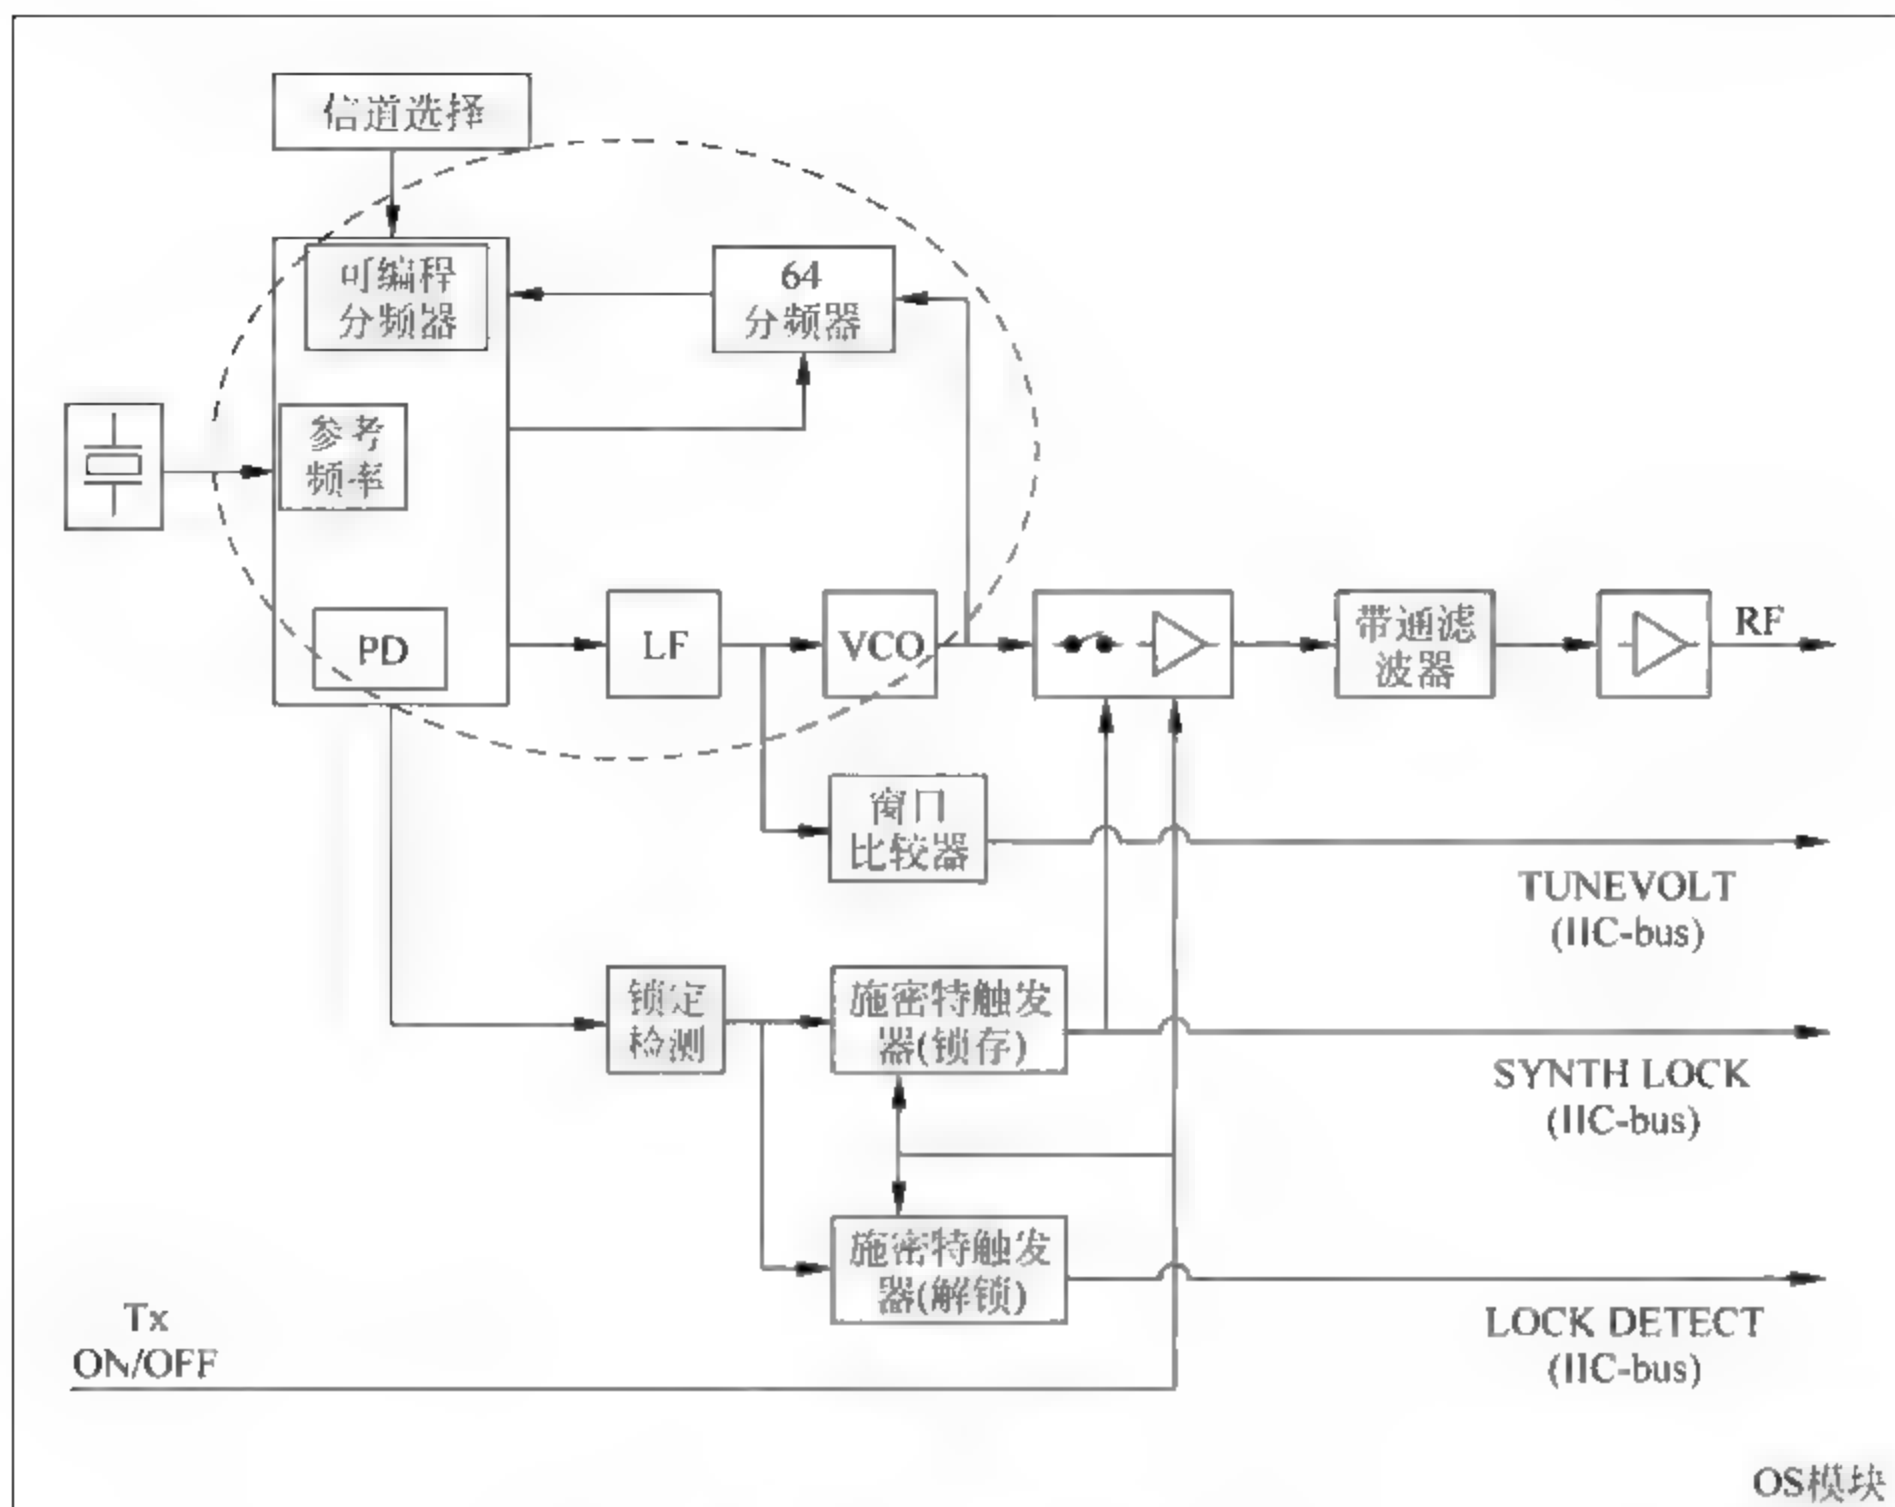 信道选择
可编程
分频器
64
分频器
参考
频率
PD
LF
VCO
带通滤
波器
RF
窗口
比较器
TUNEVOLT
(IIC-bus)
锁定
检测
施密特触发
器(锁存)
SYNTH LOCK
(IIC-bus)
施密特触发
器(解锁)
LOCK DETECT
(IIC-bus)
Tx
ON/OFF
OS模块